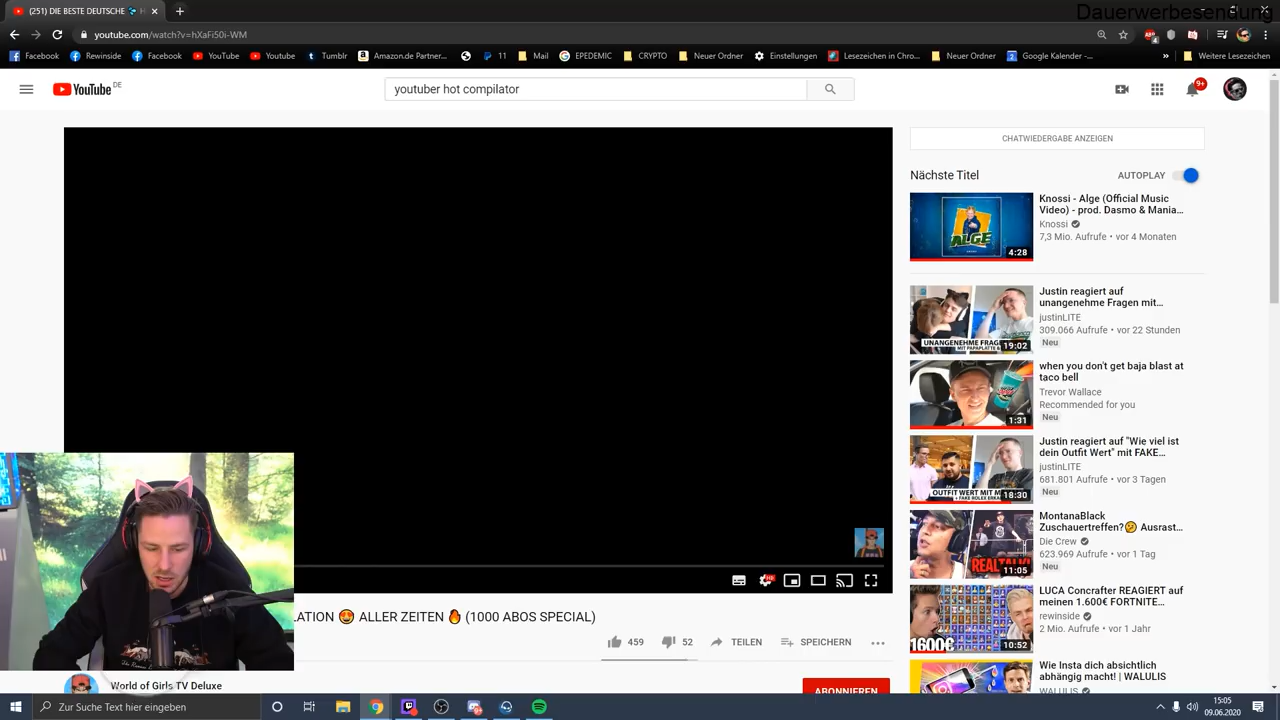 Dauerwerbesendung
(251) DIE BESTE DEUTSCHE
youtube.com/watch?v=hXaFi50i-WM
Facebook
Rewinside
Facebook
YouTube
Youtube
Tumblr
Amazon.de Partner...
11
Mail
EPEDEMIC
CRYPTO
Neuer Ordner
Einstellungen
Lesezeichen in Chro...
Neuer Ordner
Google Kalender -...
»
Weitere Lesezeichen
YouTube DE
youtuber hot compilator
9+
CHATWIEDERGABE ANZEIGEN
Nächste Titel
AUTOPLAY
ALGE
4:28
Knossi - Alge (Official Music
Video) - prod. Dasmo & Mania...
Knossi
7,3 Mio. Aufrufe • vor 4 Monaten
UNANGENEHME FRAG
19:02
Justin reagiert auf
unangenehme Fragen mit...
justinLITE
309.066 Aufrufe • vor 22 Stunden
Neu
1:31
when you don't get baja blast at
taco bell
Trevor Wallace
Recommended for you
Neu
OUTFIT WERT MIT M
18:30
Justin reagiert auf "Wie viel ist
dein Outfit Wert" mit FAKE...
justinLITE
681.801 Aufrufe • vor 3 Tagen
Neu
REALTALK
11:05
MontanaBlack
Zuschauertreffen?🤔 Ausrast...
Die Crew
623.969 Aufrufe • vor 1 Tag
Neu
1600€
10:52
LUCA Concrafter REAGIERT auf
meinen 1.600€ FORTNITE...
rewinside
2 Mio. Aufrufe • vor 1 Jahr
Wie Insta dich absichtlich
abhängig macht! | WALULIS
WALULIS
HD
LATION 🤩 ALLER ZEITEN 🔥 (1000 ABOS SPECIAL)
459
52
TEILEN
SPEICHERN
World of Girls TV Deluxe
ABONNIEREN
Zur Suche Text hier eingeben
15:05
09.06.2020